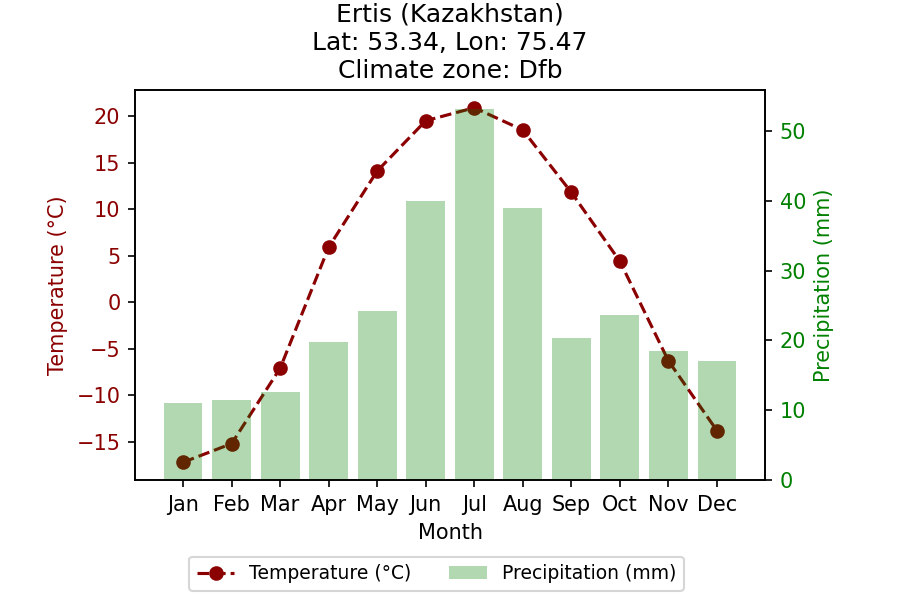 Ertis (Kazakhstan)
Lat: 53.34, Lon: 75.47
Climate zone: Dfb
20
15
10
5
0
−5
−10
−15
Temperature (°C)
50
40
30
20
10
0
Precipitation (mm)
Jan Feb Mar Apr May Jun Jul Aug Sep Oct Nov Dec
Month
Temperature (°C) Precipitation (mm)